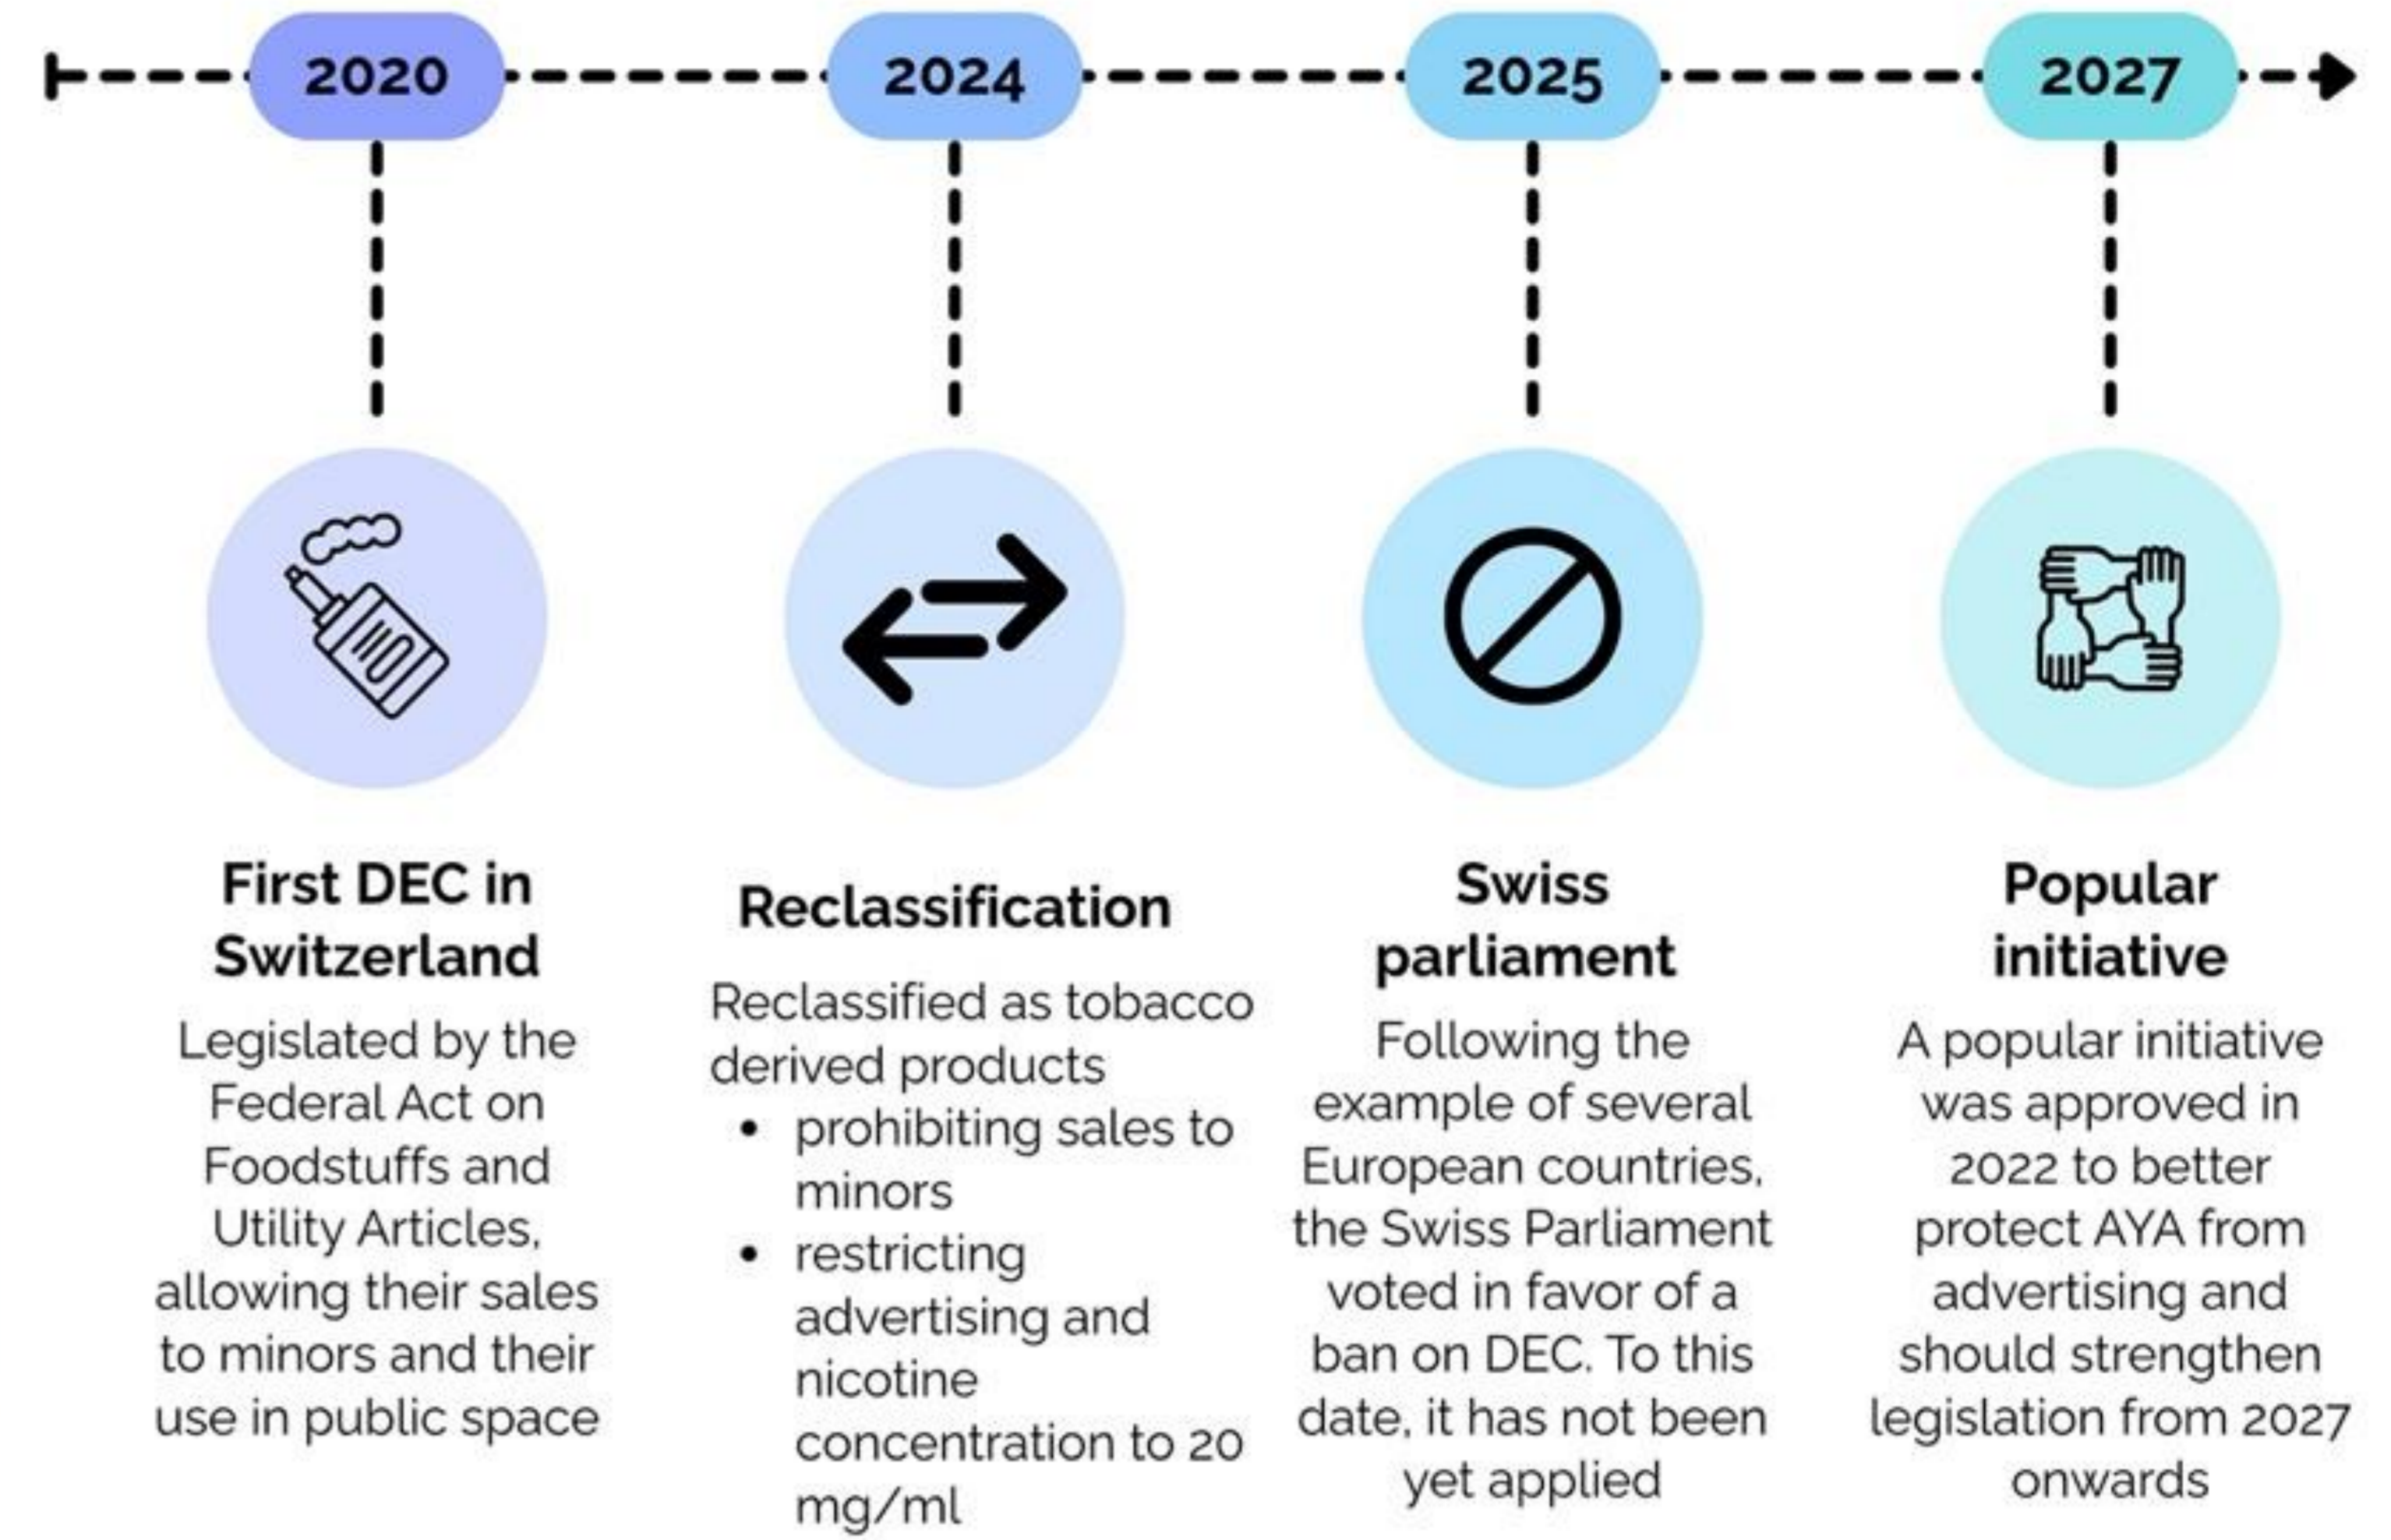 2020
2024
2025
2027
First DEC in
Switzerland
Legislated by the
Federal Act on
Foodstuffs and
Utility Articles,
allowing their sales
to minors and their
use in public space
Reclassification
Reclassified as tobacco
derived products
• prohibiting sales to
minors
• restricting
advertising and
nicotine
concentration to 20
mg/ml
Swiss
parliament
Following the
example of several
European countries,
the Swiss Parliament
voted in favor of a
ban on DEC. To this
date, it has not been
yet applied
Popular
initiative
A popular initiative
was approved in
2022 to better
protect AYA from
advertising and
should strengthen
legislation from 2027
onwards